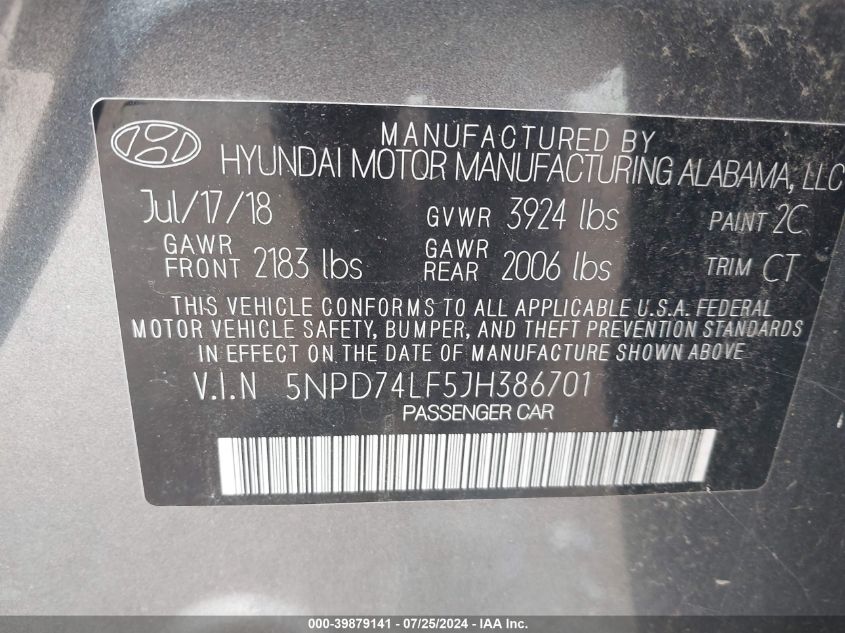 MANUFACTURED BY
HYUNDAI MOTOR MANUFACTURING ALABAMA, LLC
Jul/17/18 GVWR 3924 lbs PAINT 2C
GAWR FRONT 2183 lbs GAWR REAR 2006 lbs TRIM CT
THIS VEHICLE CONFORMS TO ALL APPLICABLE U.S.A. FEDERAL
MOTOR VEHICLE SAFETY, BUMPER, AND THEFT PREVENTION STANDARDS
IN EFFECT ON THE DATE OF MANUFACTURE SHOWN ABOVE
V.I.N 5NPD74LF5JH386701
PASSENGER CAR
000-39879141 - 07/25/2024 - IAA Inc.